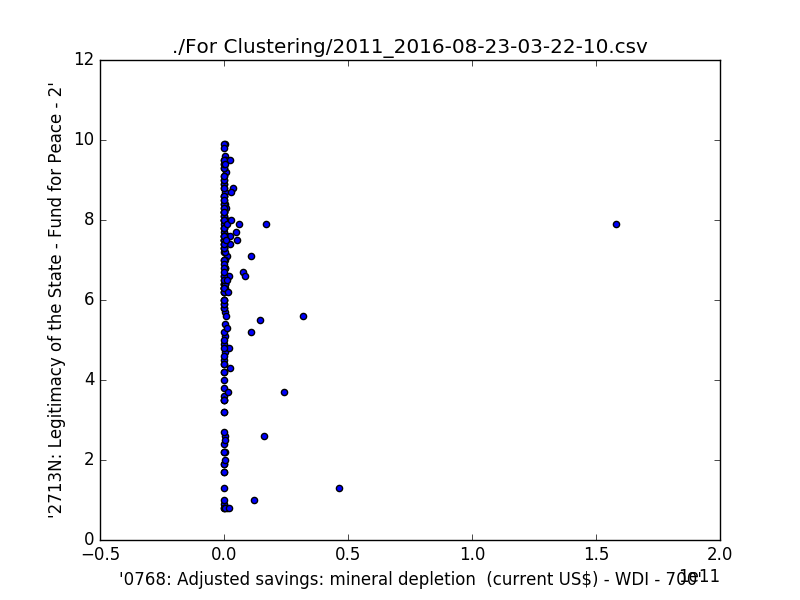 ./For Clustering/2011_2016-08-23-03-22-10.csv
12
10
8
6
4
2
0
'2713N: Legitimacy of the State - Fund for Peace - 2'
−0.5 0.0 0.5 1.0 1.5 2.0
1e11
'0768: Adjusted savings: mineral depletion  (current US$) - WDI - 700'